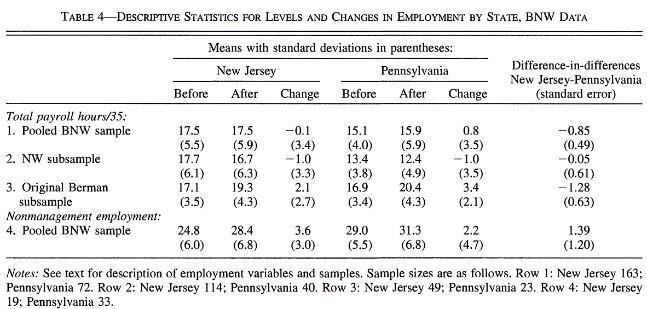 TABLE 4—DESCRIPTIVE STATISTICS FOR LEVELS AND CHANGES IN EMPLOYMENT BY STATE, BNW DATA
Means with standard deviations in parentheses:
New Jersey Pennsylvania Difference-in-differences New Jersey-Pennsylvania (standard error)
Before After Change Before After Change
Total payroll hours/35:
1. Pooled BNW sample 17.5 17.5 −0.1 15.1 15.9 0.8 −0.85
(5.5) (5.9) (3.4) (4.0) (5.9) (3.5) (0.49)
2. NW subsample 17.7 16.7 −1.0 13.4 12.4 −1.0 −0.05
(6.1) (6.3) (3.3) (3.8) (4.9) (3.5) (0.61)
3. Original Berman 17.1 19.3 2.1 16.9 20.4 3.4 −1.28
subsample (3.5) (4.3) (2.7) (3.4) (4.3) (2.1) (0.63)
Nonmanagement employment:
4. Pooled BNW sample 24.8 28.4 3.6 29.0 31.3 2.2 1.39
(6.0) (6.8) (3.0) (5.5) (6.8) (4.7) (1.20)
Notes: See text for description of employment variables and samples. Sample sizes are as follows. Row 1: New Jersey 163;
Pennsylvania 72. Row 2: New Jersey 114; Pennsylvania 40. Row 3: New Jersey 49; Pennsylvania 23. Row 4: New Jersey
19; Pennsylvania 33.